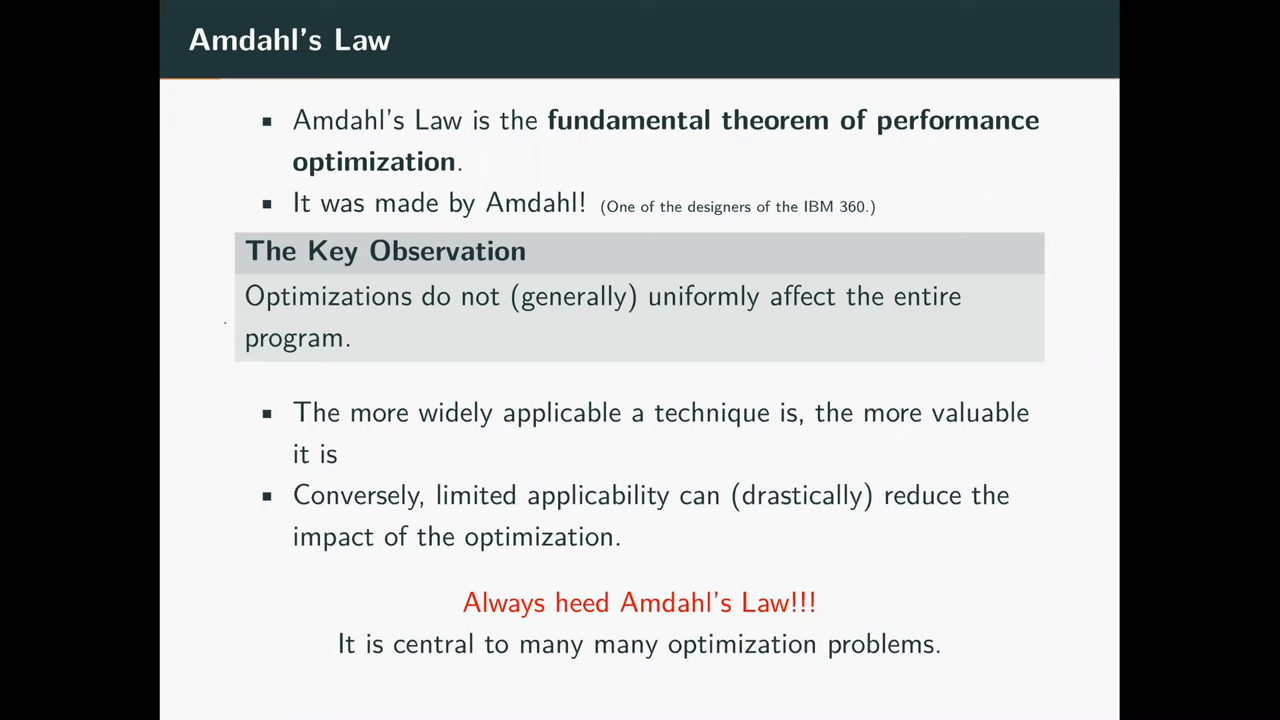 Amdahl's Law
▪ Amdahl's Law is the fundamental theorem of performance
optimization.
▪ It was made by Amdahl! (One of the designers of the IBM 360.)
The Key Observation
Optimizations do not (generally) uniformly affect the entire
program.
▪ The more widely applicable a technique is, the more valuable
it is
▪ Conversely, limited applicability can (drastically) reduce the
impact of the optimization.
Always heed Amdahl's Law!!!
It is central to many many optimization problems.